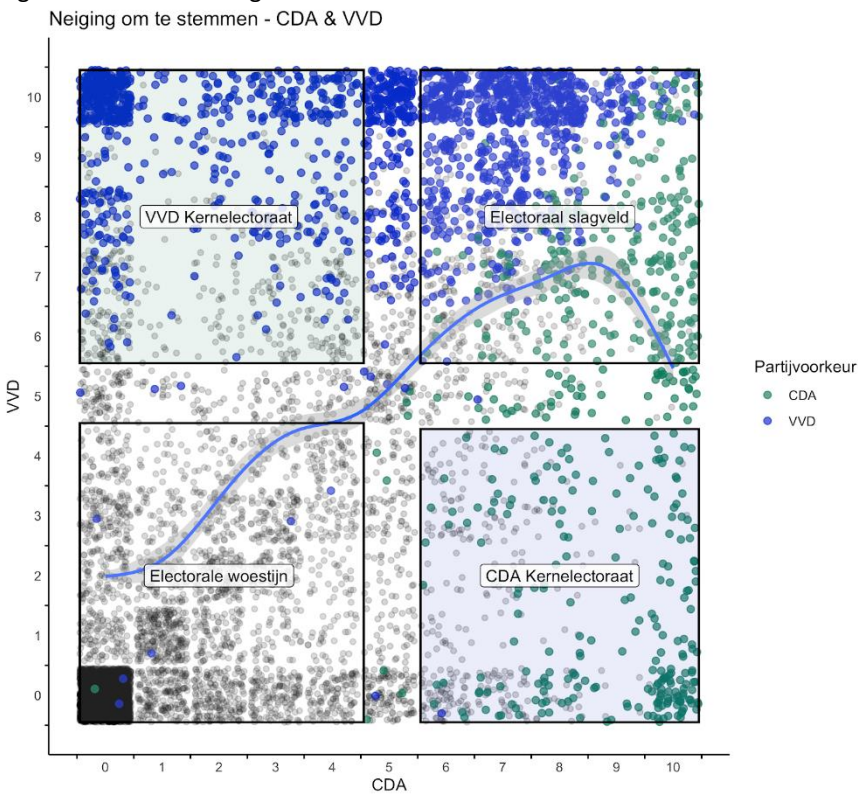 Neiging om te stemmen - CDA & VVD
VVD
10
9
8
7
6
5
4
3
2
1
0
VVD Kernelectoraat
Electoraal slagveld
Electorale woestijn
CDA Kernelectoraat
0 1 2 3 4 5 6 7 8 9 10
CDA
Partijvoorkeur
CDA
VVD